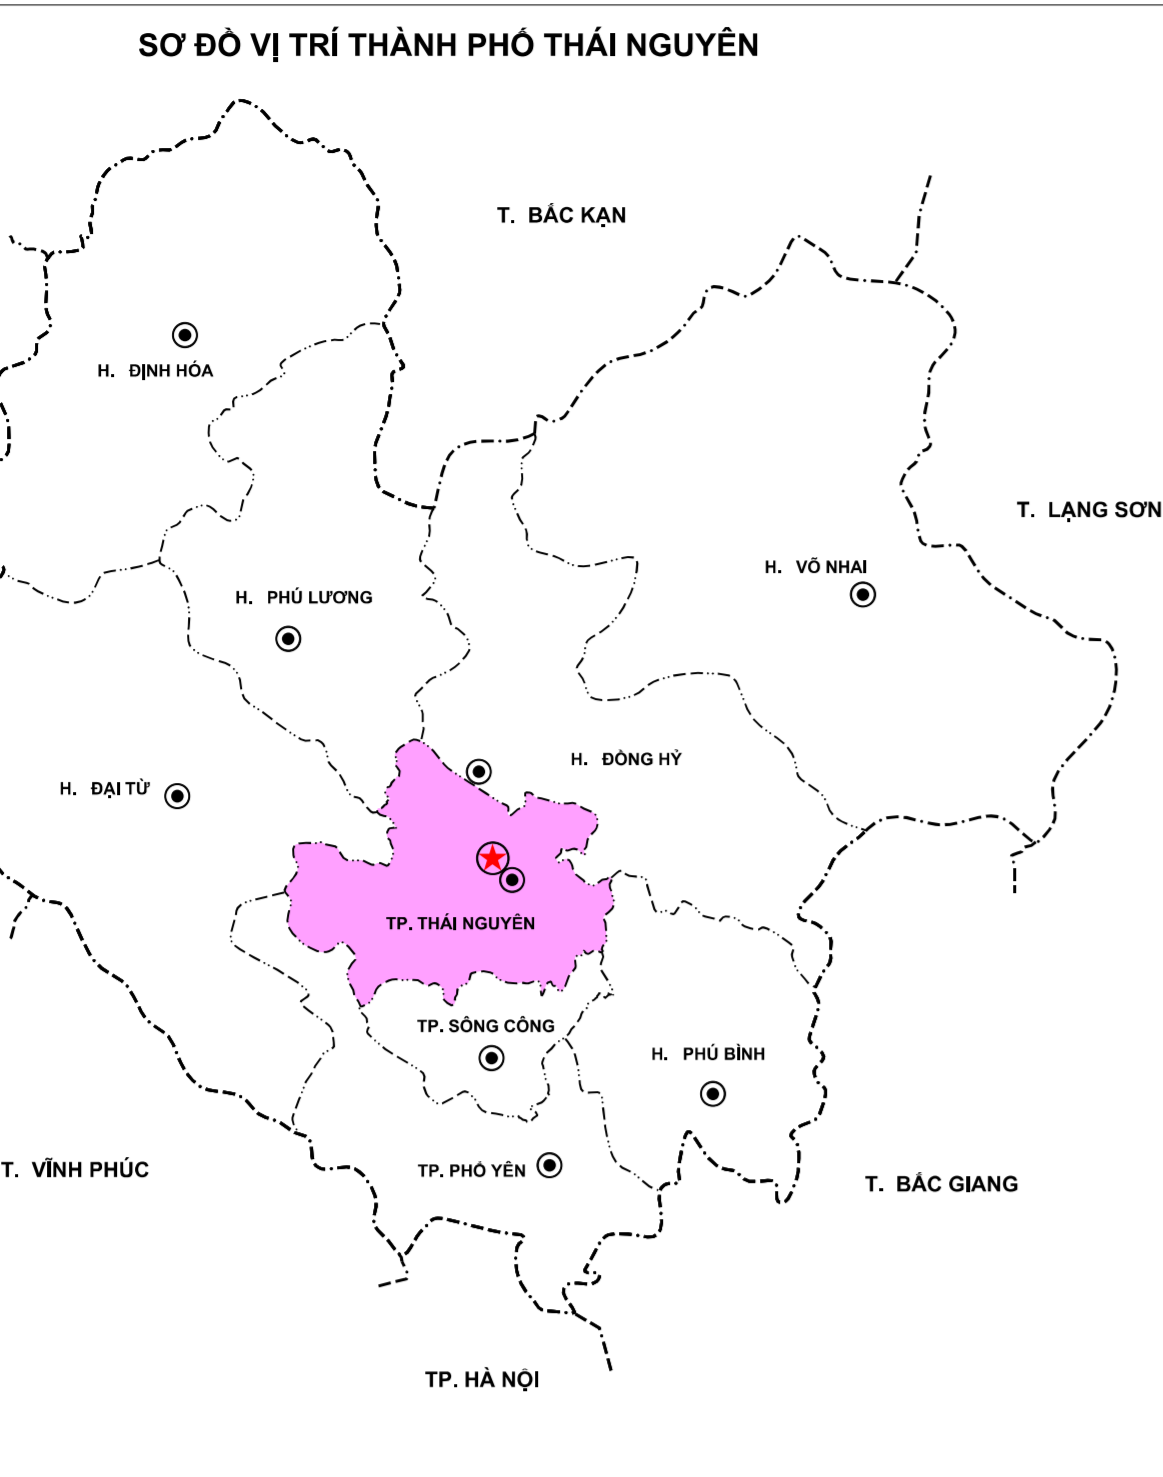 SƠ ĐỒ VỊ TRÍ THÀNH PHỐ THÁI NGUYÊN
T. BẮC KẠN
H. ĐỊNH HÓA
T. LẠNG SƠN
H. VÕ NHAI
H. PHÚ LƯƠNG
H. ĐỒNG HỶ
H. ĐẠI TỪ
TP. THÁI NGUYÊN
TP. SÔNG CÔNG
H. PHÚ BÌNH
T. VĨNH PHÚC
TP. PHỔ YÊN
T. BẮC GIANG
TP. HÀ NỘI